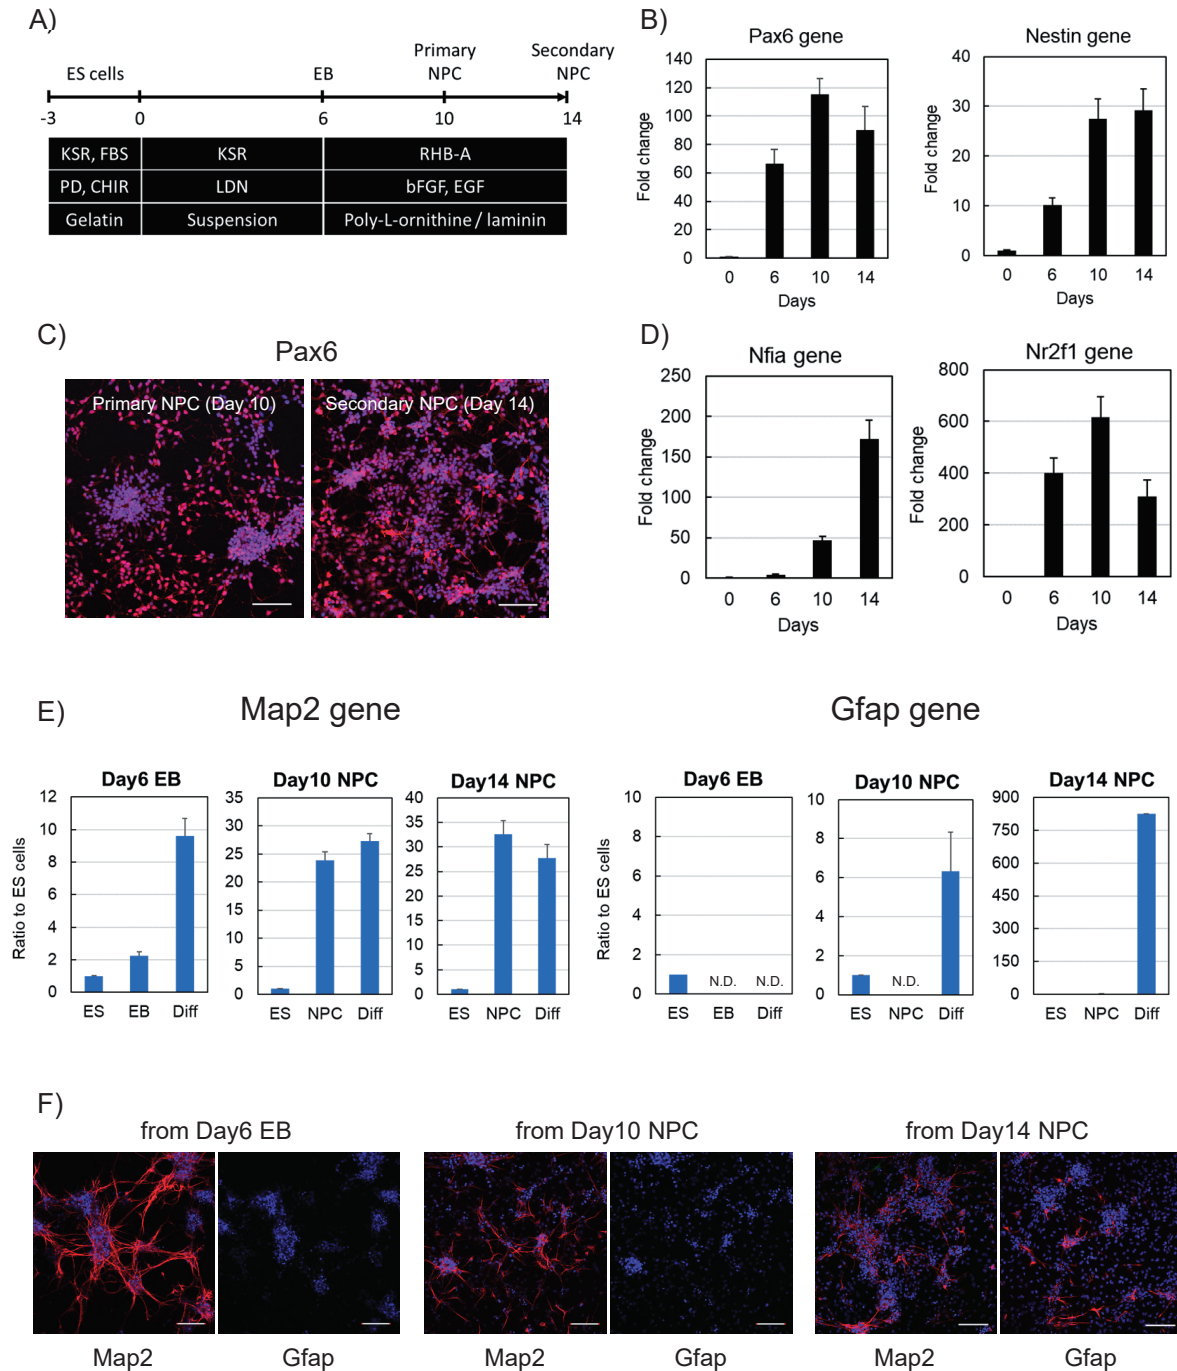 A)
Primary
Secondary
ES cells
EB
NPC
NPC
-3
0
6
10
14
KSR, FBS
KSR
RHB-A
PD, CHIR
LDN
bFGF, EGF
Gelatin
Suspension
Poly-L-ornithine / laminin
B)
Pax6 gene
Fold change
140
120
100
80
60
40
20
0
0 6 10 14
Days
Nestin gene
Fold change
40
30
20
10
0
0 6 10 14
Days
C)
Pax6
Primary NPC (Day 10)
Secondary NPC (Day 14)
D)
Nfia gene
Fold change
250
200
150
100
50
0
0 6 10 14
Days
Nr2f1 gene
Fold change
800
600
400
200
0
0 6 10 14
Days
E)
Map2 gene
Gfap gene
Day6 EB
Ratio to ES cells
12
10
8
6
4
2
0
ES EB Diff
Day10 NPC
35
30
25
20
15
10
5
0
ES NPC Diff
Day14 NPC
40
35
30
25
20
15
10
5
0
ES NPC Diff
Day6 EB
Ratio to ES cells
10
8
6
4
2
0
N.D. N.D.
ES EB Diff
Day10 NPC
10
8
6
4
2
0
N.D.
ES NPC Diff
Day14 NPC
900
750
600
450
300
150
0
ES NPC Diff
F)
from Day6 EB
from Day10 NPC
from Day14 NPC
Map2 Gfap Map2 Gfap Map2 Gfap